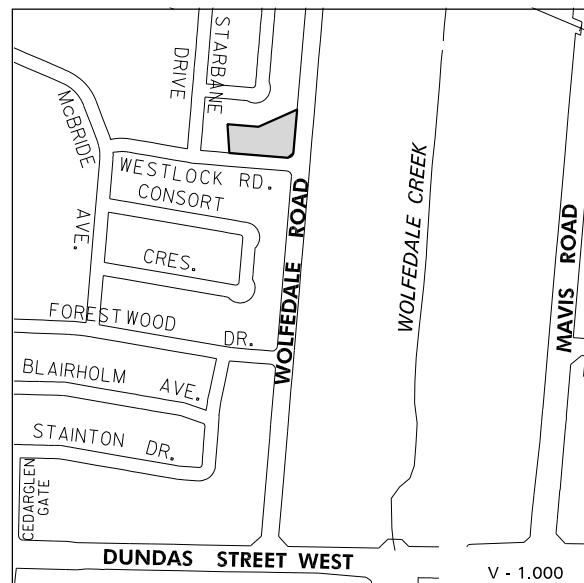 STARBANE
DRIVE
McBRIDE
AVE.
WESTLOCK RD.
CONSORT
CRES.
WOLFEDALE ROAD
WOLFEDALE CREEK
MAVIS ROAD
FORESTWOOD DR.
BLAIRHOLM AVE.
STAINTON DR.
CEDARGLEN
GATE
DUNDAS STREET WEST
V - 1.000